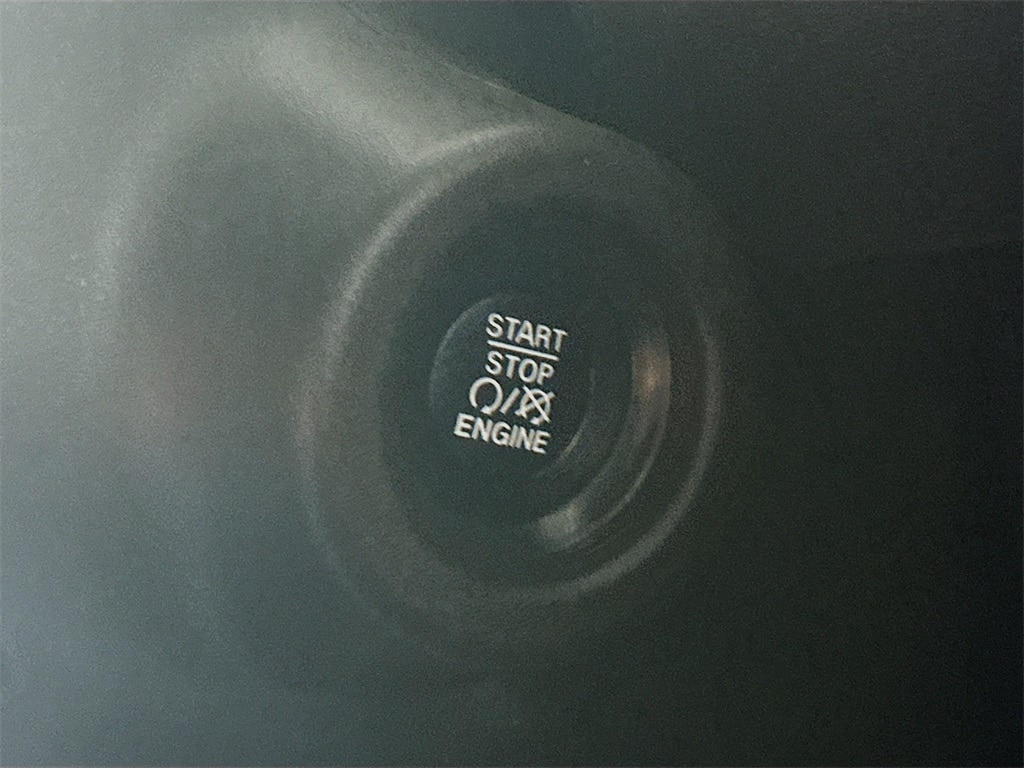 START
STOP
/
ENGINE